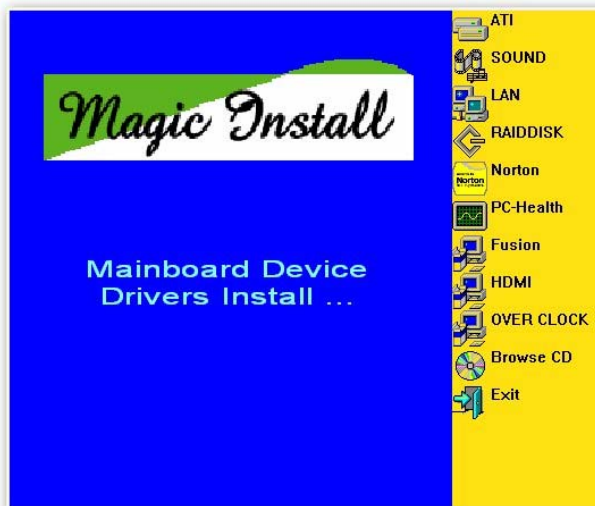 Magic Install
Mainboard Device
Drivers Install ...
ATI
SOUND
LAN
RAIDDISK
Norton
Norton
PC-Health
Fusion
HDMI
OVER CLOCK
Browse CD
Exit